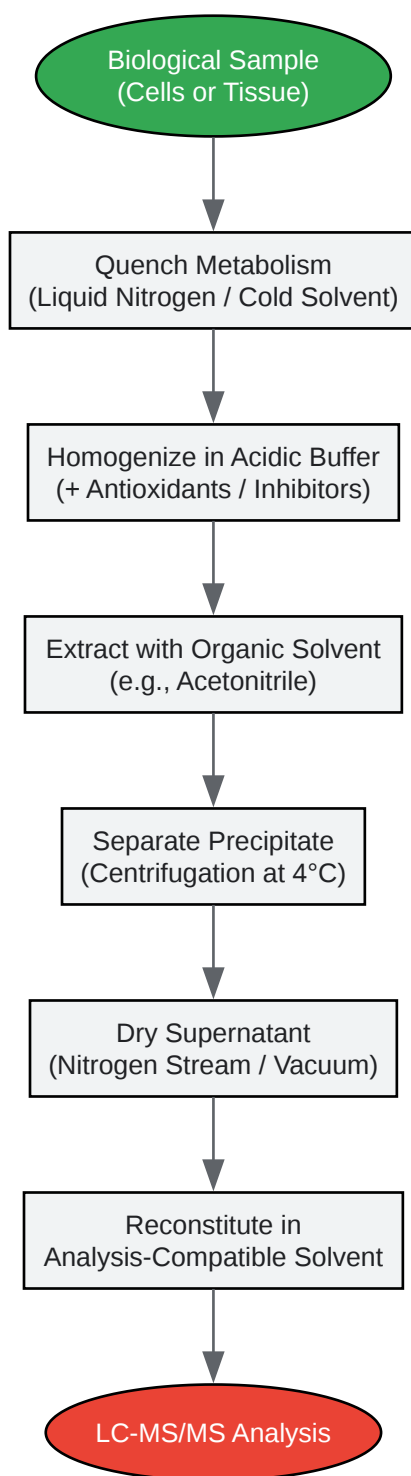 Biological Sample
(Cells or Tissue)
Quench Metabolism
(Liquid Nitrogen / Cold Solvent)
Homogenize in Acidic Buffer
(+ Antioxidants / Inhibitors)
Extract with Organic Solvent
(e.g., Acetonitrile)
Separate Precipitate
(Centrifugation at 4°C)
Dry Supernatant
(Nitrogen Stream / Vacuum)
Reconstitute in
Analysis-Compatible Solvent
LC-MS/MS Analysis